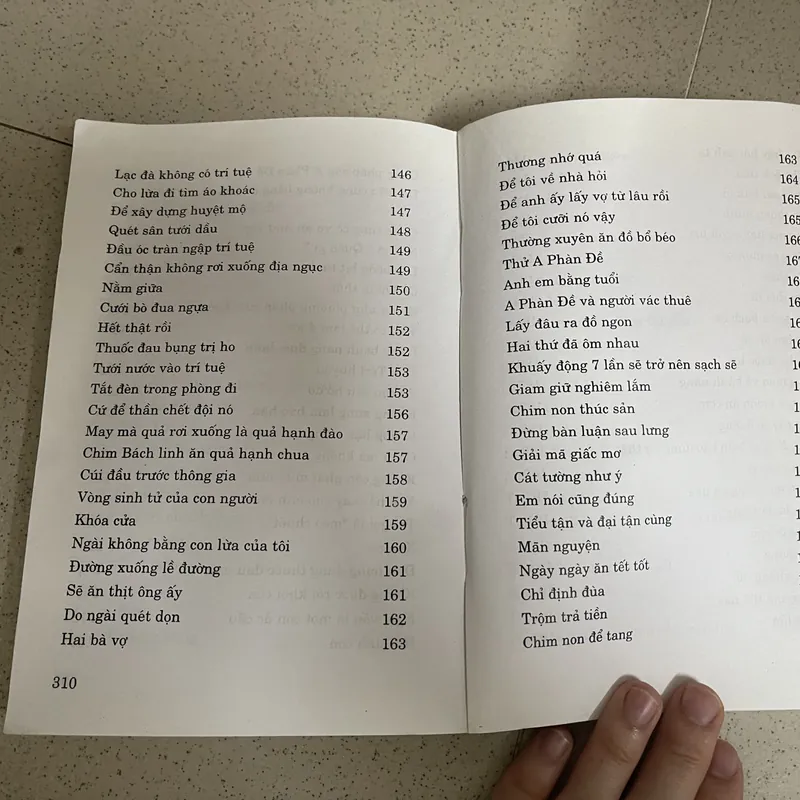 Lạc đà không có trí tuệ 146
Cho lừa đi tìm áo khoác 147
Để xây dựng huyệt mộ 147
Quét sân tưới dầu 148
Đầu óc tràn ngập trí tuệ 149
Cẩn thận không rơi xuống địa ngục 149
Nằm giữa 150
Cưới bò đua ngựa 151
Hết thật rồi 152
Thuốc đau bụng trị ho 152
Tưới nước vào trí tuệ 153
Tắt đèn trong phòng đi 153
Cứ để thần chết đội nó 156
May mà quả rơi xuống là quả hạnh đào 157
Chim Bách linh ăn quả hạnh chua 157
Cúi đầu trước thông gia 158
Vòng sinh tử của con người 159
Khóa cửa 159
Ngài không bằng con lừa của tôi 160
Đường xuống lề đường 161
Sẽ ăn thịt ông ấy 161
Do ngài quét dọn 162
Hai bà vợ 163
310
Thương nhớ quá 163
Để tôi về nhà hỏi 164
Để anh ấy lấy vợ từ lâu rồi 165
Để tôi cưỡi nó vậy 165
Thường xuyên ăn đồ bổ béo 166
Thử A Phàn Đề
Anh em bằng tuổi
A Phàn Đề và người vác thuê
Lấy đâu ra đồ ngon
Hai thứ đã ôm nhau
Khuấy động 7 lần sẽ trở nên sạch sẽ
Giam giữ nghiêm lắm
Chim non thúc sản
Đừng bàn luận sau lưng
Giải mã giấc mơ
Cát tường như ý
Em nói cũng đúng
Tiểu tận và đại tận cùng
Mãn nguyện
Ngày ngày ăn tết tốt
Chỉ định đùa
Trộm trả tiền
Chim non để tang